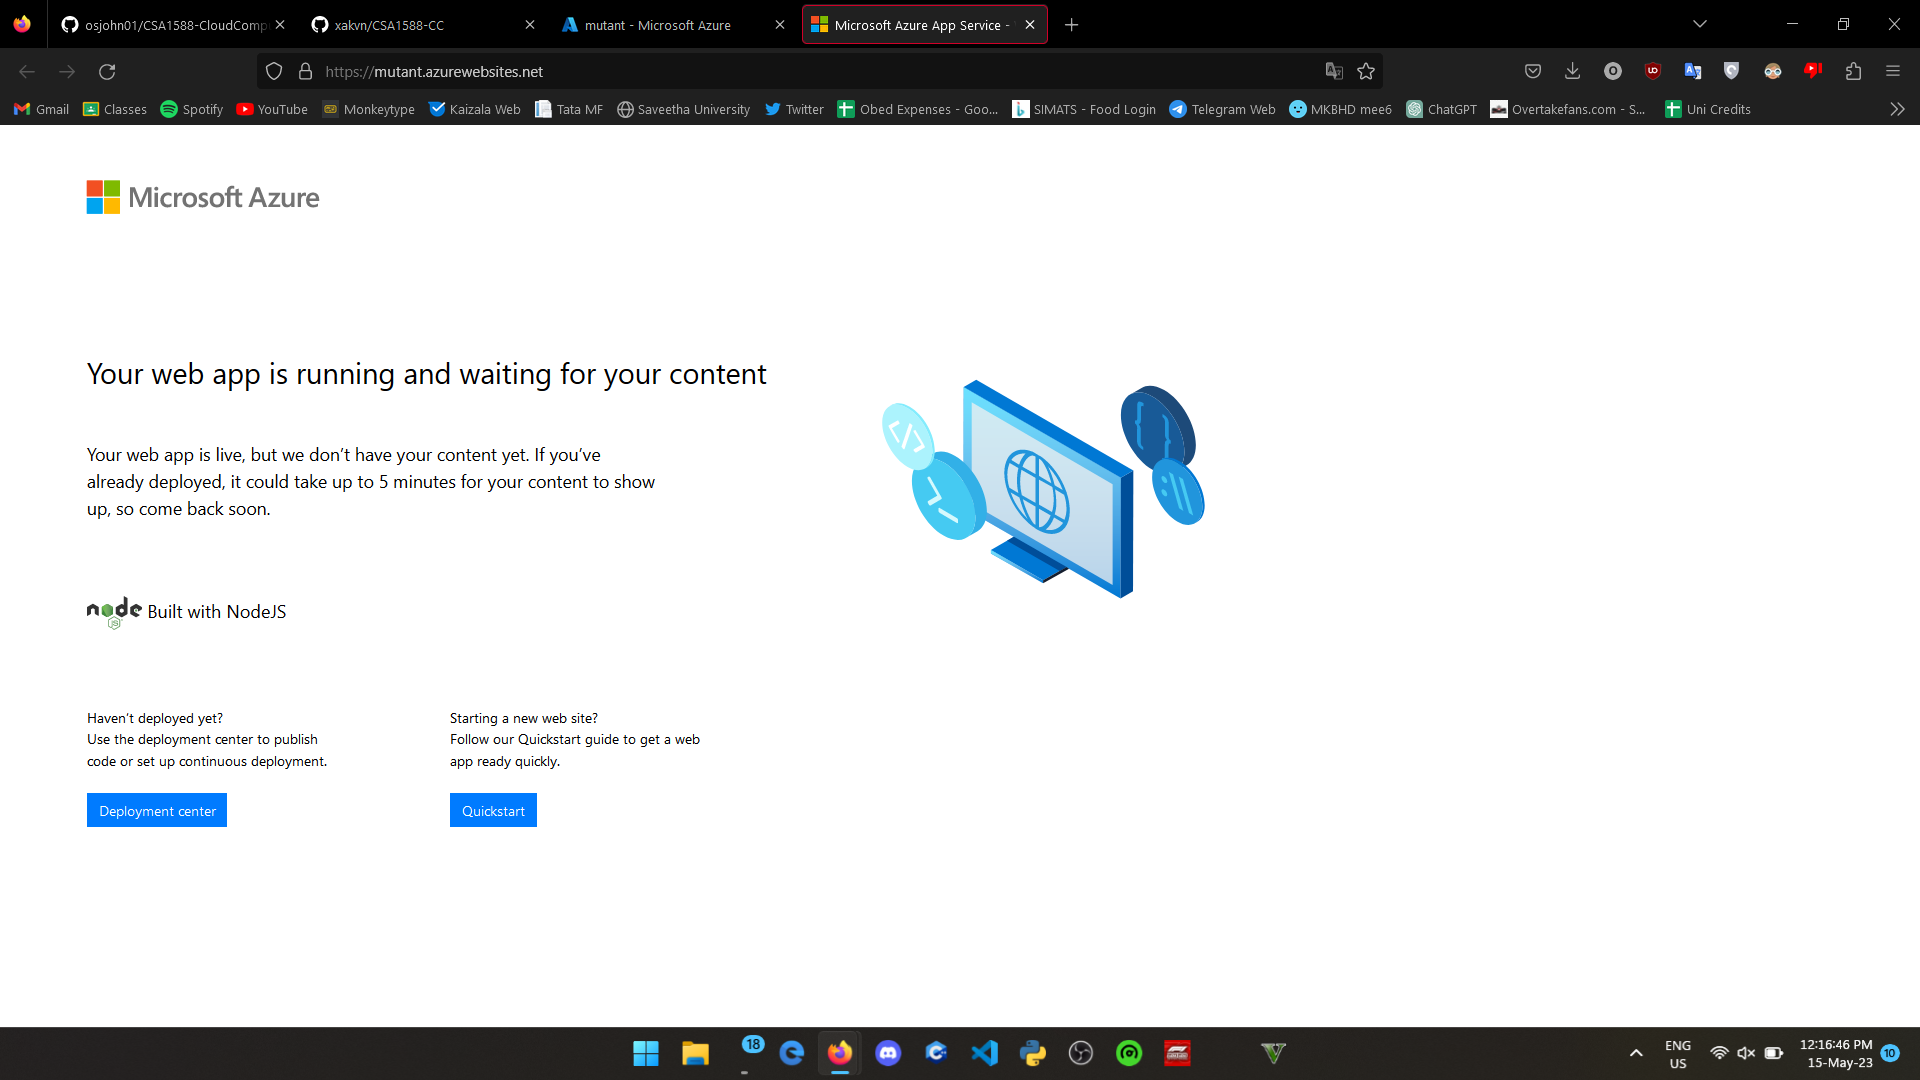 osjohn01/CSA1588-CloudComp
xakvn/CSA1588-CC
mutant - Microsoft Azure
Microsoft Azure App Service -
https://mutant.azurewebsites.net
Gmail
Classes
Spotify
YouTube
Monkeytype
Kaizala Web
Tata MF
Saveetha University
Twitter
Obed Expenses - Goo...
SIMATS - Food Login
Telegram Web
MKBHD mee6
ChatGPT
Overtakefans.com - S...
Uni Credits
Microsoft Azure
Your web app is running and waiting for your content
Your web app is live, but we don’t have your content yet. If you’ve
already deployed, it could take up to 5 minutes for your content to show
up, so come back soon.
node
JS
Built with NodeJS
Haven’t deployed yet?
Use the deployment center to publish
code or set up continuous deployment.
Deployment center
Starting a new web site?
Follow our Quickstart guide to get a web
app ready quickly.
Quickstart
18
ENG
US
12:16:46 PM
15-May-23
10